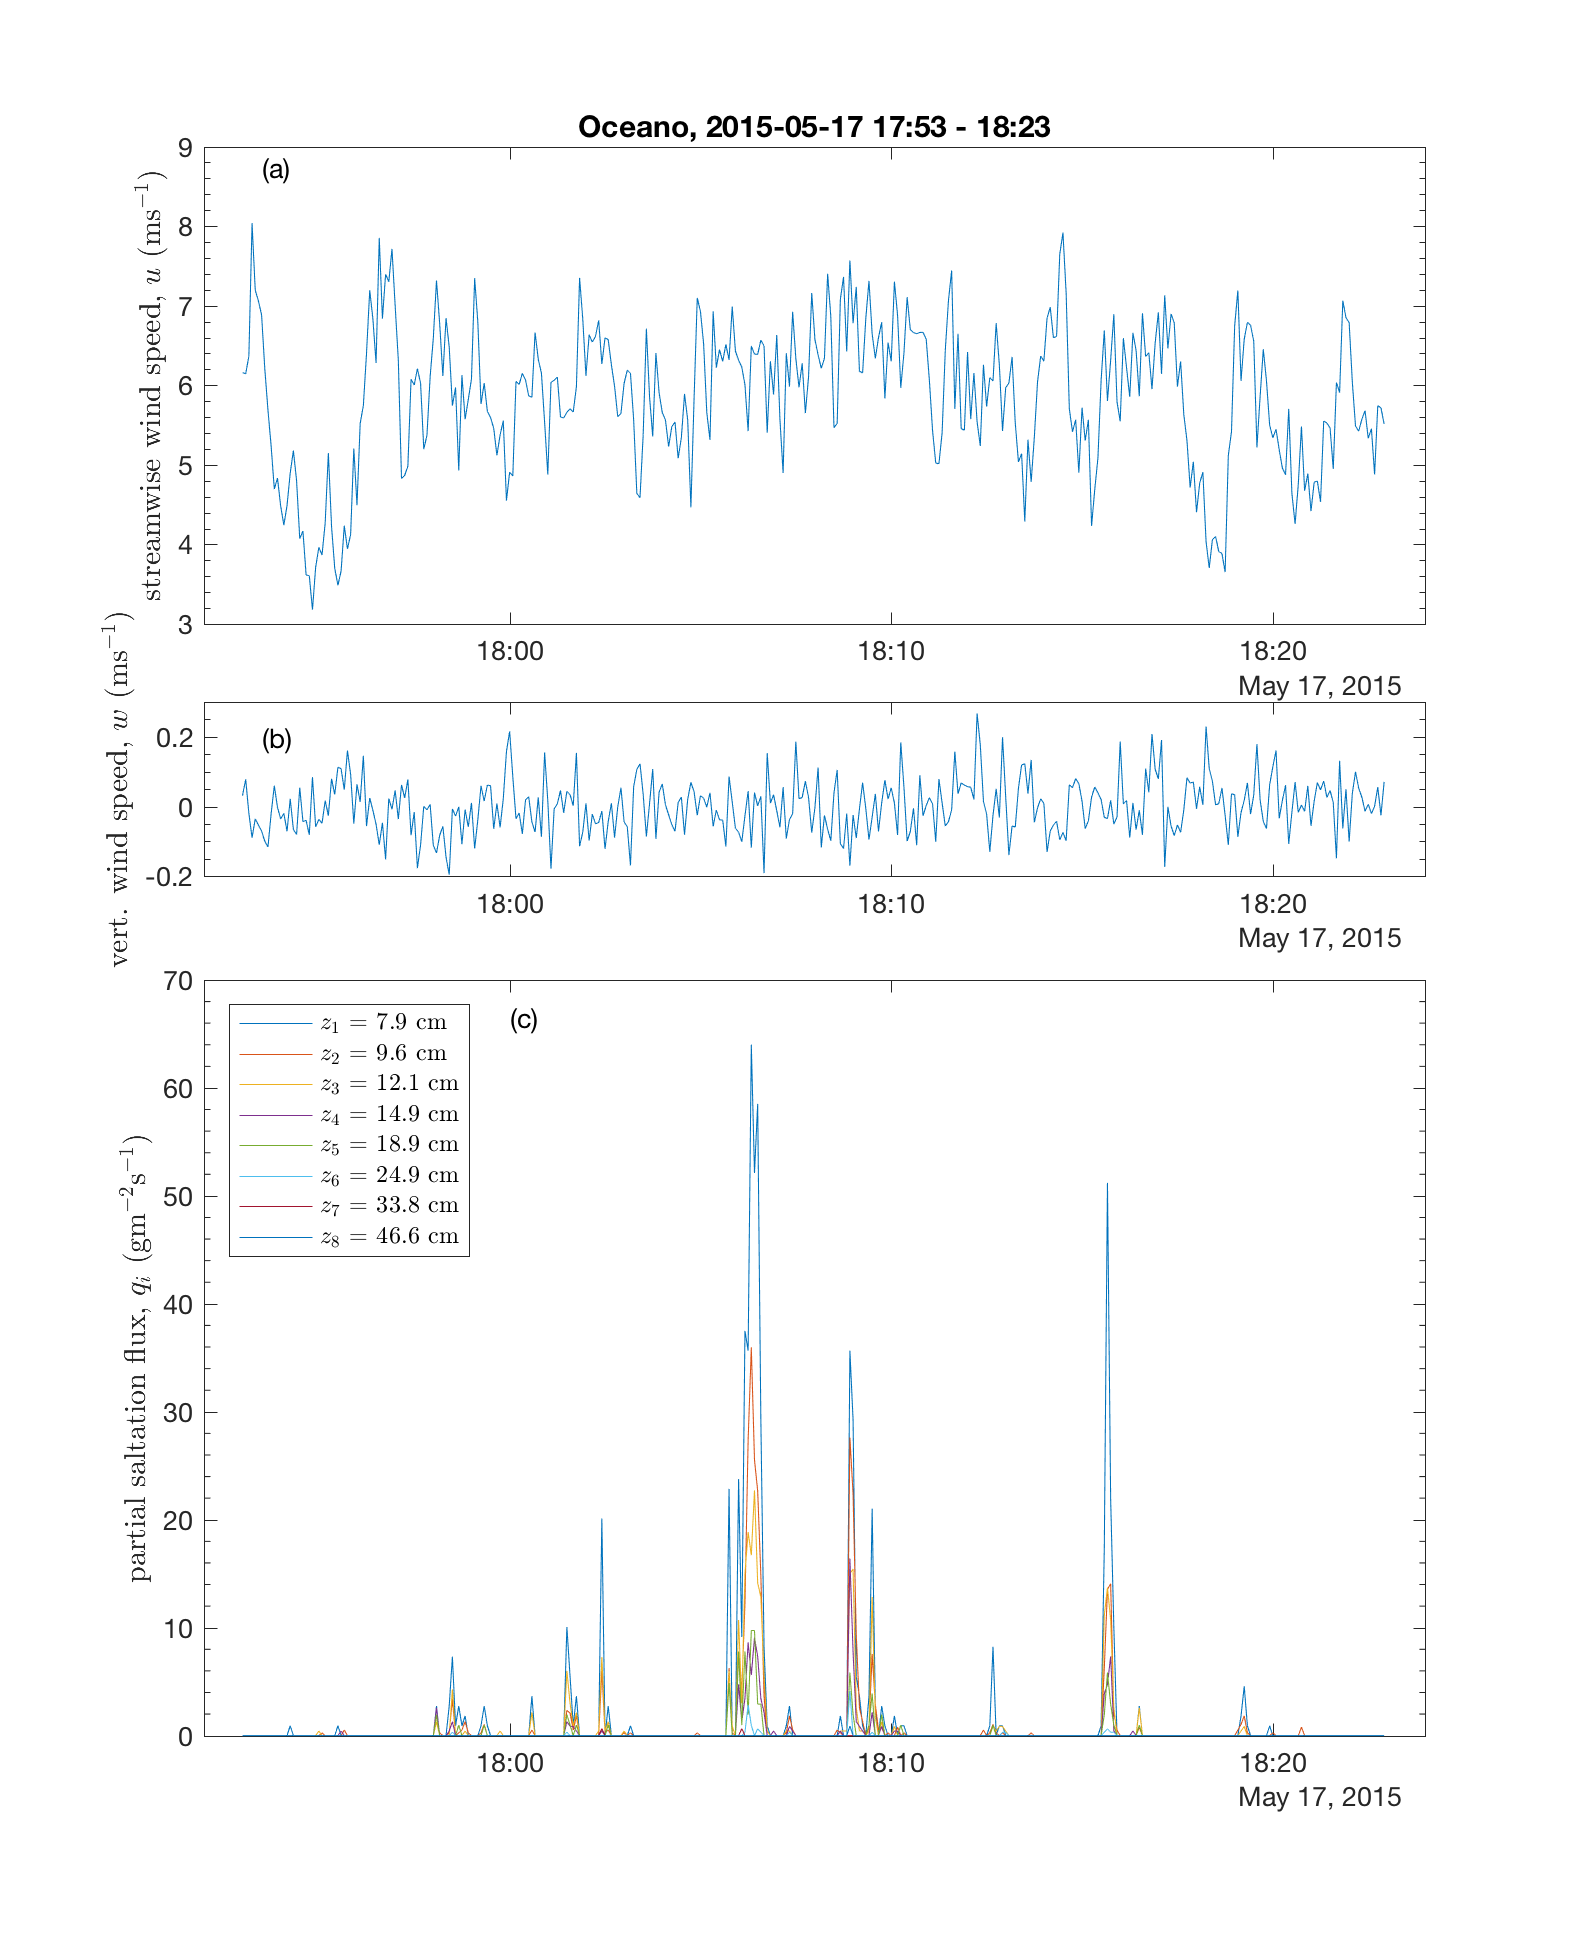 Oceano, 2015-05-17 17:53 - 18:23
(a)
streamwise wind speed, u (ms⁻¹)
9
8
7
6
5
4
3
18:00 18:10 18:20
May 17, 2015
(b)
vert. wind speed, w (ms⁻¹)
0.2
0
-0.2
18:00 18:10 18:20
May 17, 2015
(c)
partial saltation flux, qᵢ (gm⁻²s⁻¹)
70
60
50
40
30
20
10
0
z₁ = 7.9 cm
z₂ = 9.6 cm
z₃ = 12.1 cm
z₄ = 14.9 cm
z₅ = 18.9 cm
z₆ = 24.9 cm
z₇ = 33.8 cm
z₈ = 46.6 cm
18:00 18:10 18:20
May 17, 2015